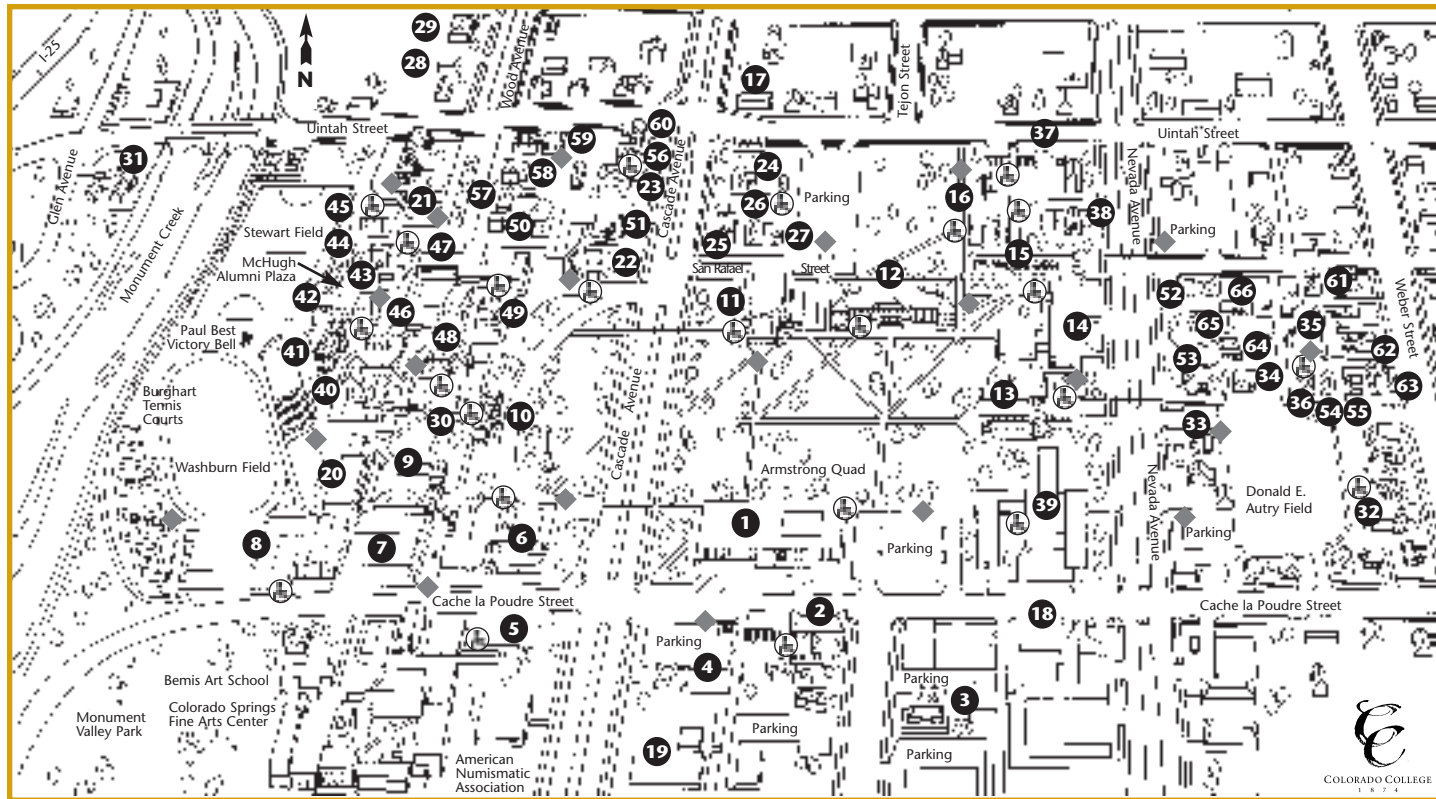 29
I-25
28
N
Wood Avenue
17
Tejon Street
Uintah Street
59
60
37
Uintah Street
31
58
56
24
Nevada Avenue
Glen Avenue
45
21
57
23
Cascade Avenue
26
Parking
16
38
Stewart Field
44
47
50
51
25
27
15
Parking
Monument Creek
McHugh
Alumni Plaza
43
22
San Rafael
Street
12
42
46
49
11
52
66
61
Weber Street
Paul Best
Victory Bell
41
48
14
65
64
35
62
53
34
63
40
Burghart
Tennis
Courts
30
10
Cascade
Avenue
13
36
54
55
33
Washburn Field
20
9
Armstrong Quad
Nevada Avenue
Donald E.
Autry Field
32
8
7
6
1
39
Parking
Parking
Cache la Poudre Street
5
2
18
Cache la Poudre Street
Parking
4
Bemis Art School
Parking
3
Monument
Valley Park
Colorado Springs
Fine Arts Center
Parking
19
Parking
American
Numismatic
Association
COLORADO COLLEGE
1 8 7 4